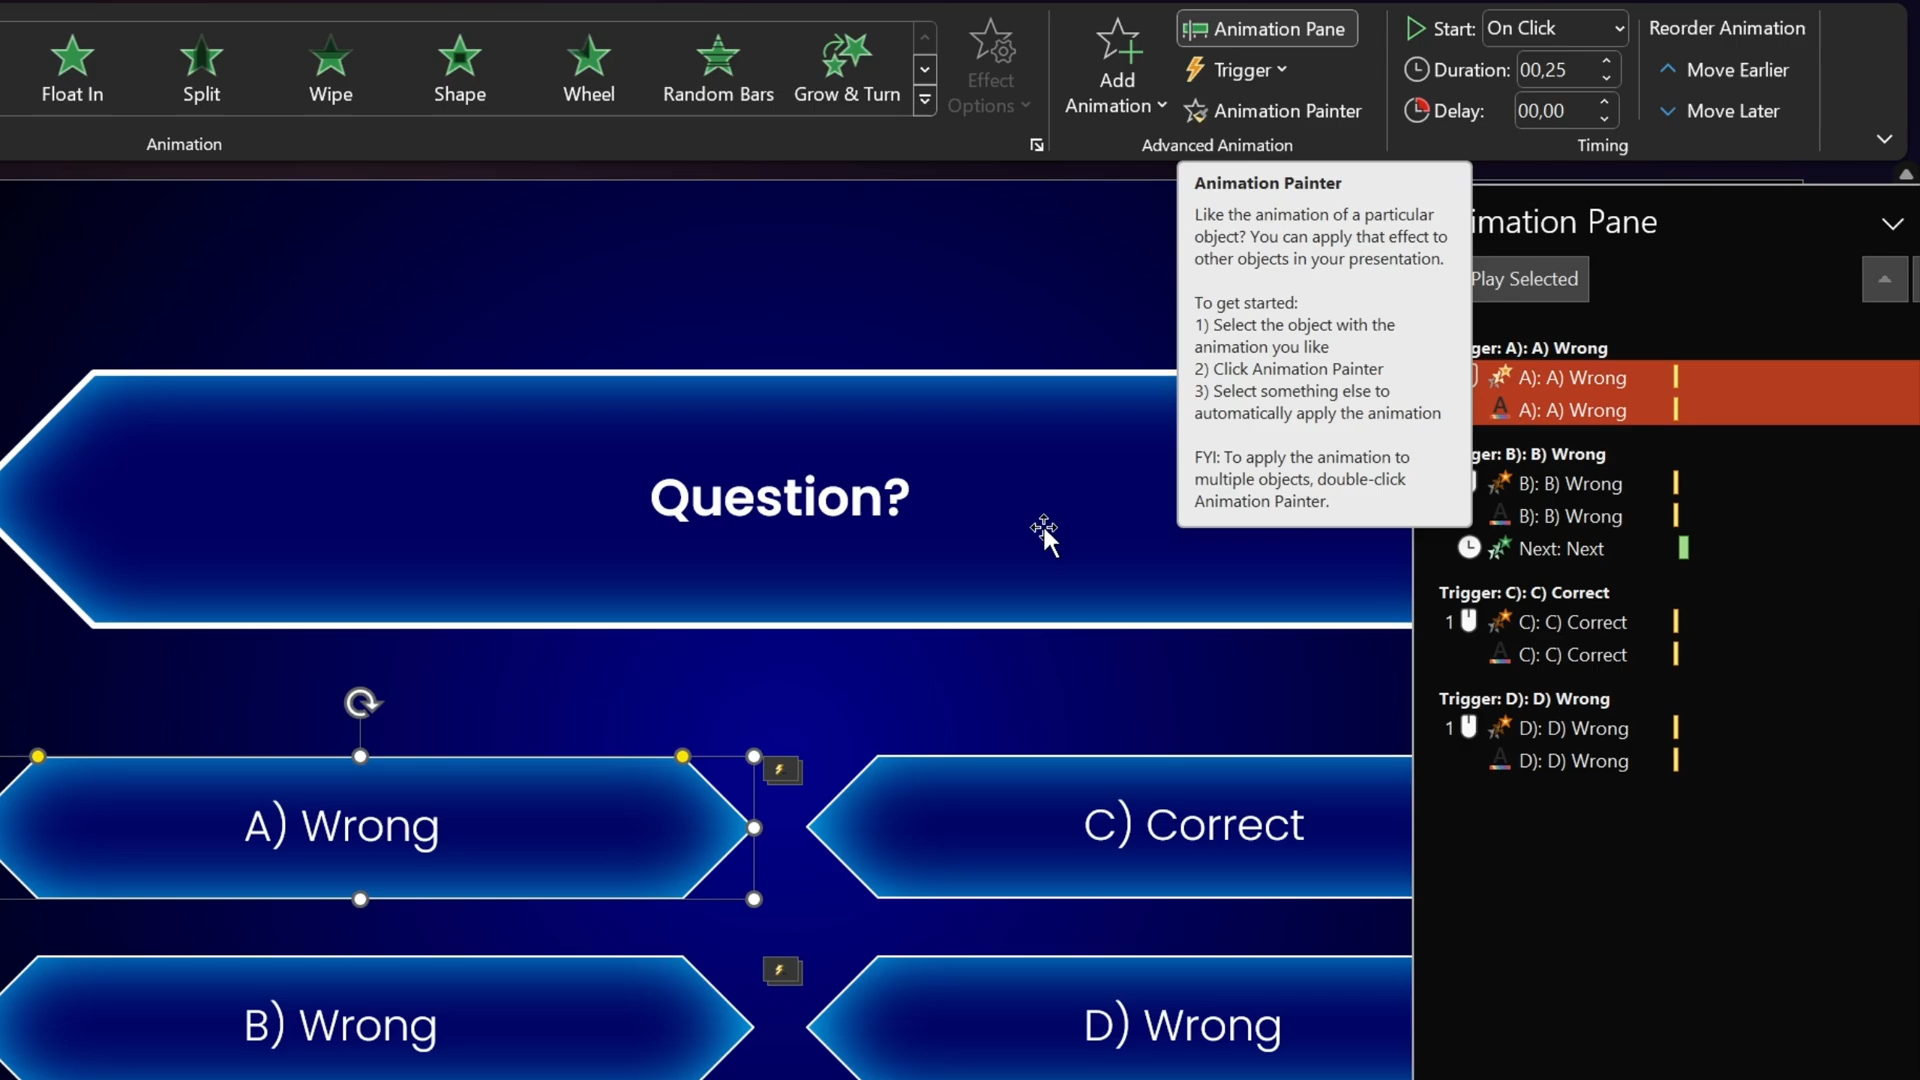 Float In
Split
Wipe
Shape
Wheel
Random Bars
Grow & Turn
Effect
Options
Animation
Add
Animation
Animation Pane
Trigger
Animation Painter
Advanced Animation
Start: On Click
Duration: 00,25
Delay: 00,00
Timing
Reorder Animation
Move Earlier
Move Later
Animation Painter
Like the animation of a particular
object? You can apply that effect to
other objects in your presentation.
To get started:
1) Select the object with the
animation you like
2) Click Animation Painter
3) Select something else to
automatically apply the animation
FYI: To apply the animation to
multiple objects, double-click
Animation Painter.
imation Pane
Play Selected
ger: A): A) Wrong
A): A) Wrong
A): A) Wrong
ger: B): B) Wrong
B): B) Wrong
B): B) Wrong
Next: Next
Trigger: C): C) Correct
1 C): C) Correct
C): C) Correct
Trigger: D): D) Wrong
1 D): D) Wrong
D): D) Wrong
Question?
A) Wrong
C) Correct
B) Wrong
D) Wrong